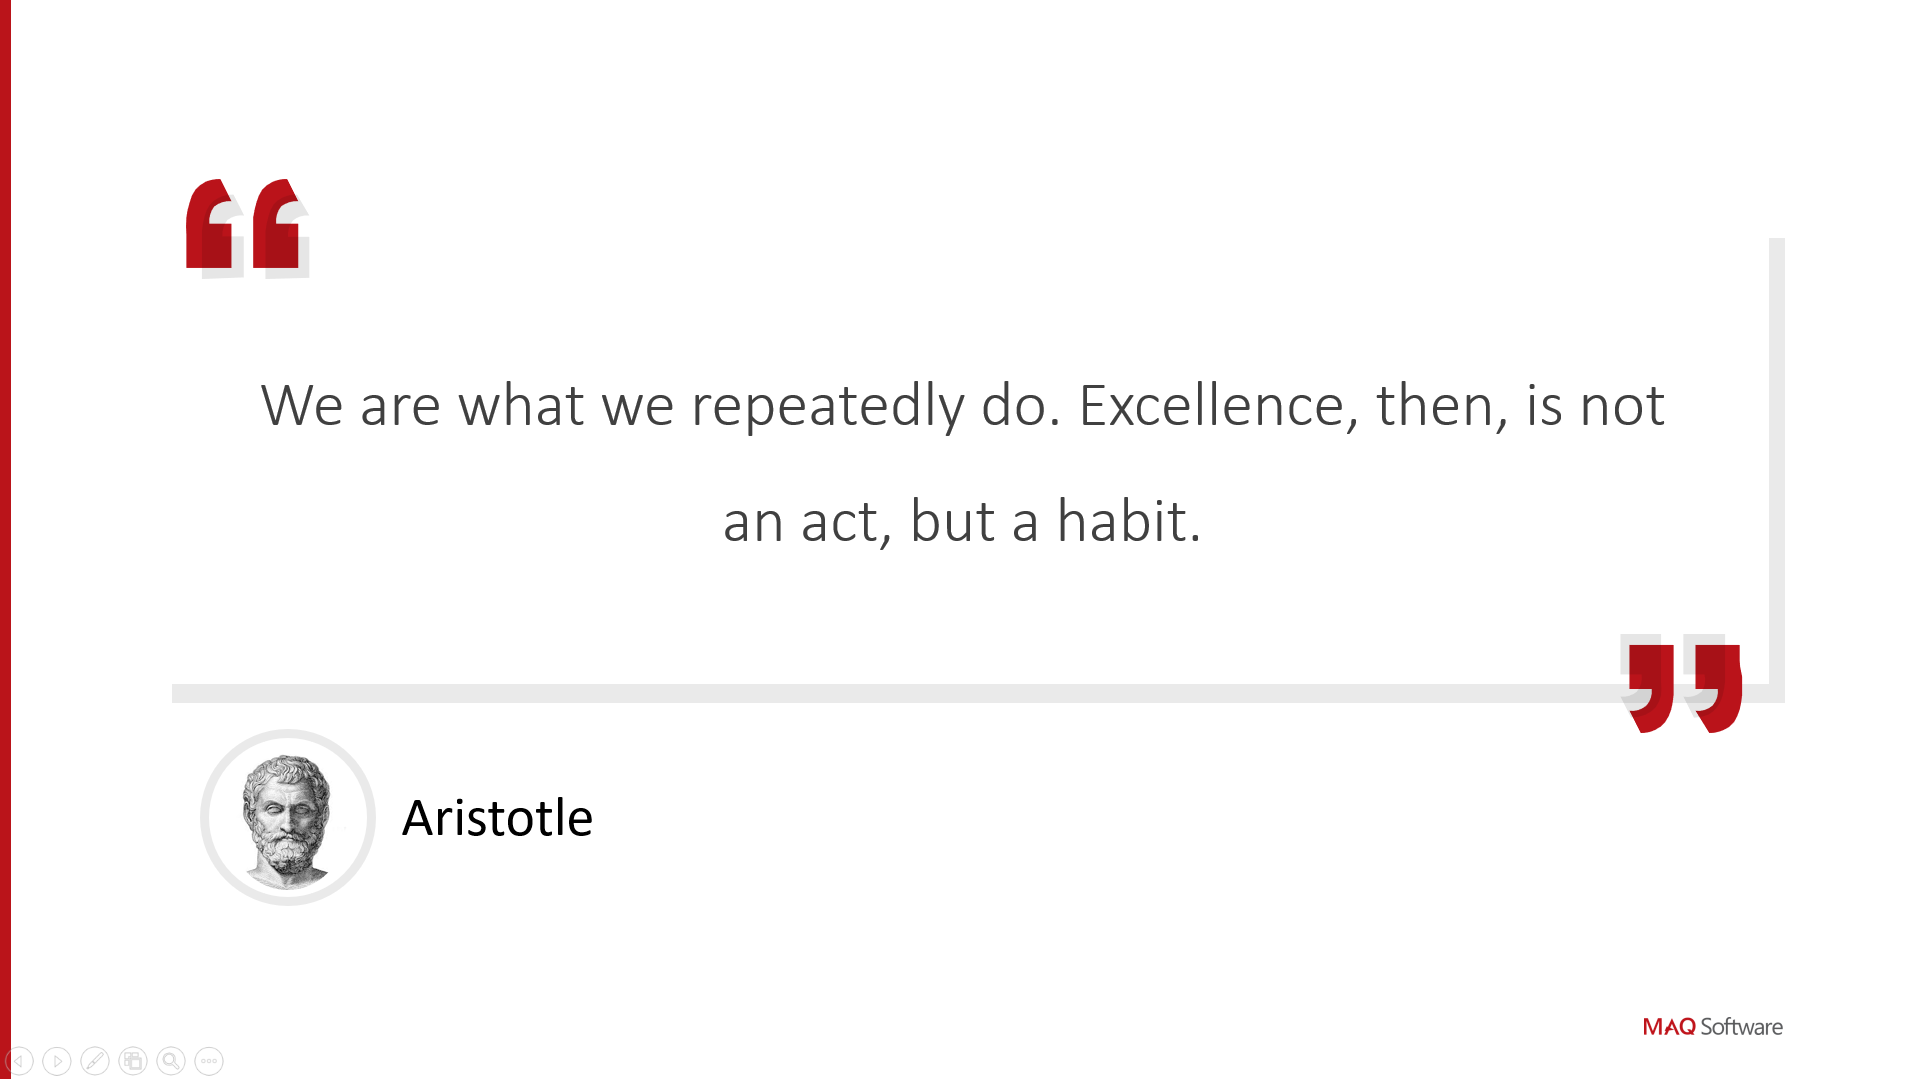 We are what we repeatedly do. Excellence, then, is not
an act, but a habit.
Aristotle
MAQ Software